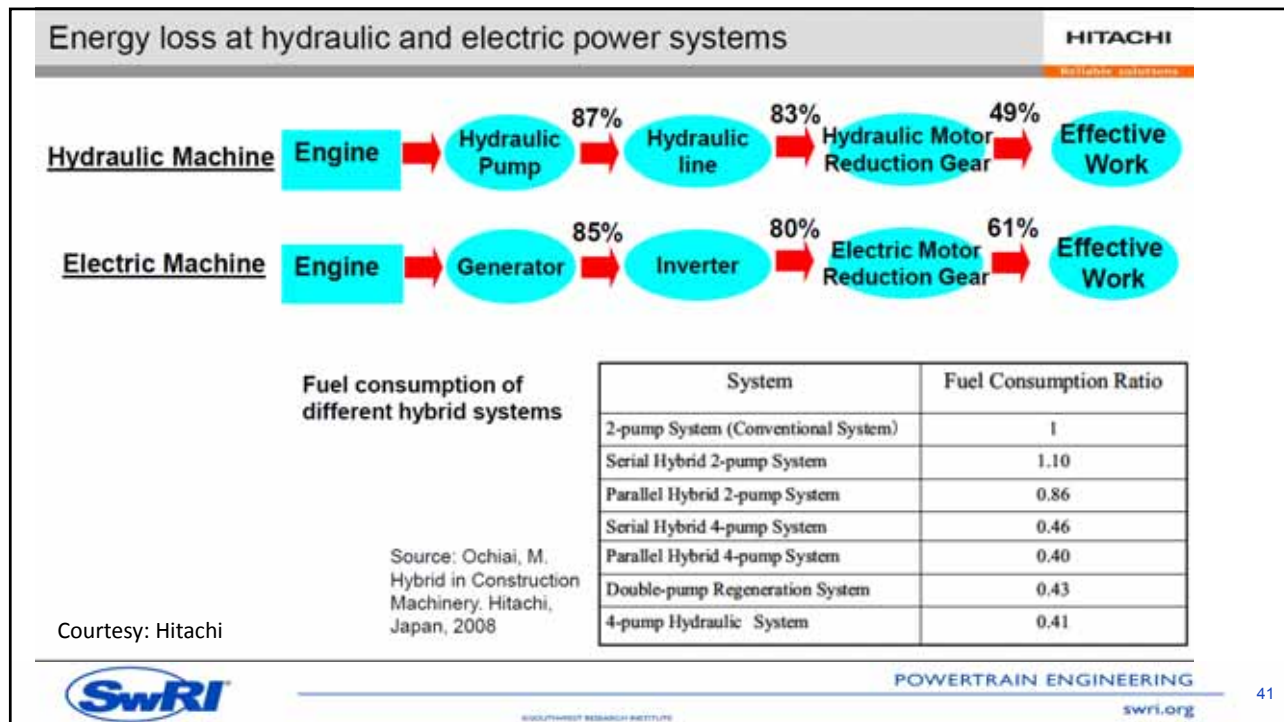 Energy loss at hydraulic and electric power systems
HITACHI
Reliable solutions
87%
83%
49%
Hydraulic Machine
Engine
Hydraulic
Pump
Hydraulic
line
Hydraulic Motor
Reduction Gear
Effective
Work
85%
80%
61%
Electric Machine
Engine
Generator
Inverter
Electric Motor
Reduction Gear
Effective
Work
Fuel consumption of
different hybrid systems
System Fuel Consumption Ratio
2-pump System (Conventional System) 1
Serial Hybrid 2-pump System 1.10
Parallel Hybrid 2-pump System 0.86
Serial Hybrid 4-pump System 0.46
Parallel Hybrid 4-pump System 0.40
Double-pump Regeneration System 0.43
4-pump Hydraulic System 0.41
Source: Ochiai, M.
Hybrid in Construction
Machinery. Hitachi,
Japan, 2008
Courtesy: Hitachi
SwRI
POWERTRAIN ENGINEERING
swri.org
©SOUTHWEST RESEARCH INSTITUTE
41